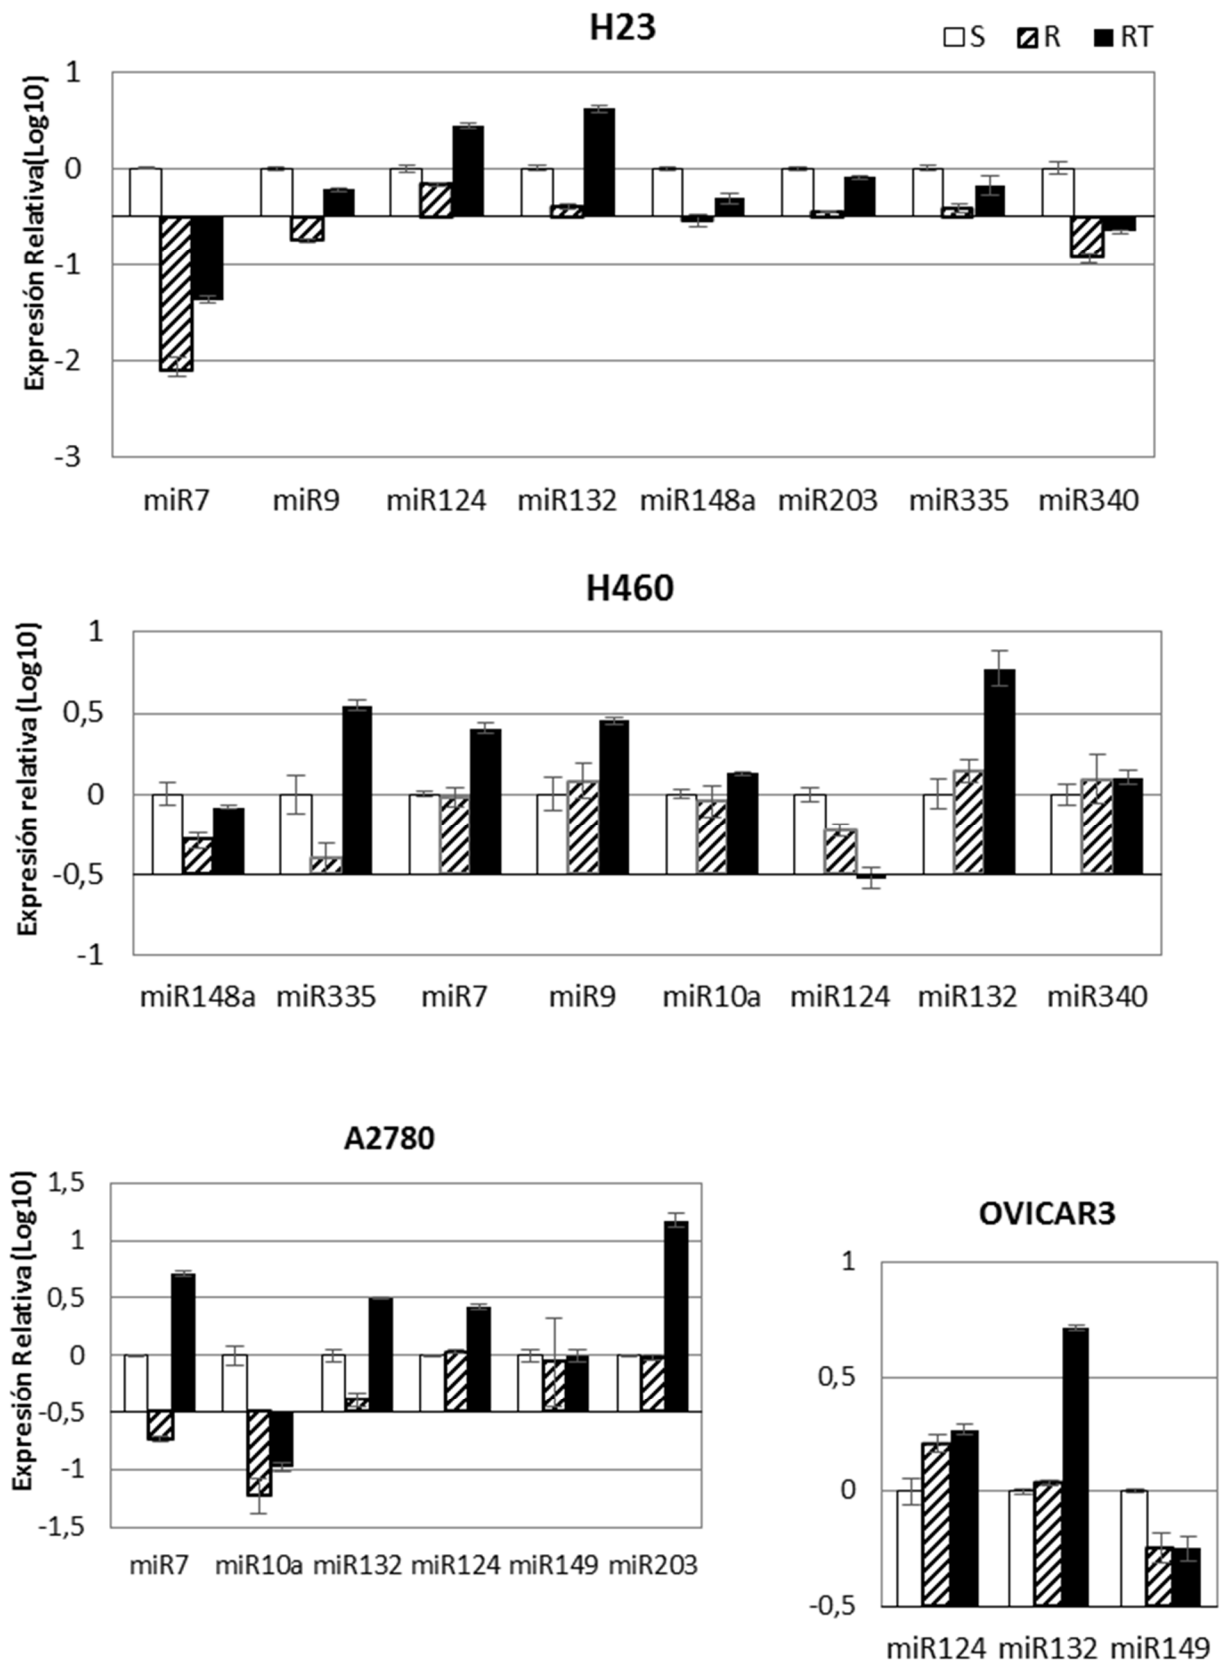 H23
S R RT
Expresión Relativa(Log10)
1
0
-1
-2
-3
miR7 miR9 miR124 miR132 miR148a miR203 miR335 miR340
H460
Expresión relativa (Log10)
1
0,5
0
-0,5
-1
miR148a miR335 miR7 miR9 miR10a miR124 miR132 miR340
A2780
Expresión Relativa (Log10)
1,5
1
0,5
0
-0,5
-1
-1,5
miR7 miR10a miR132 miR124 miR149 miR203
OVICAR3
1
0,5
0
-0,5
miR124 miR132 miR149